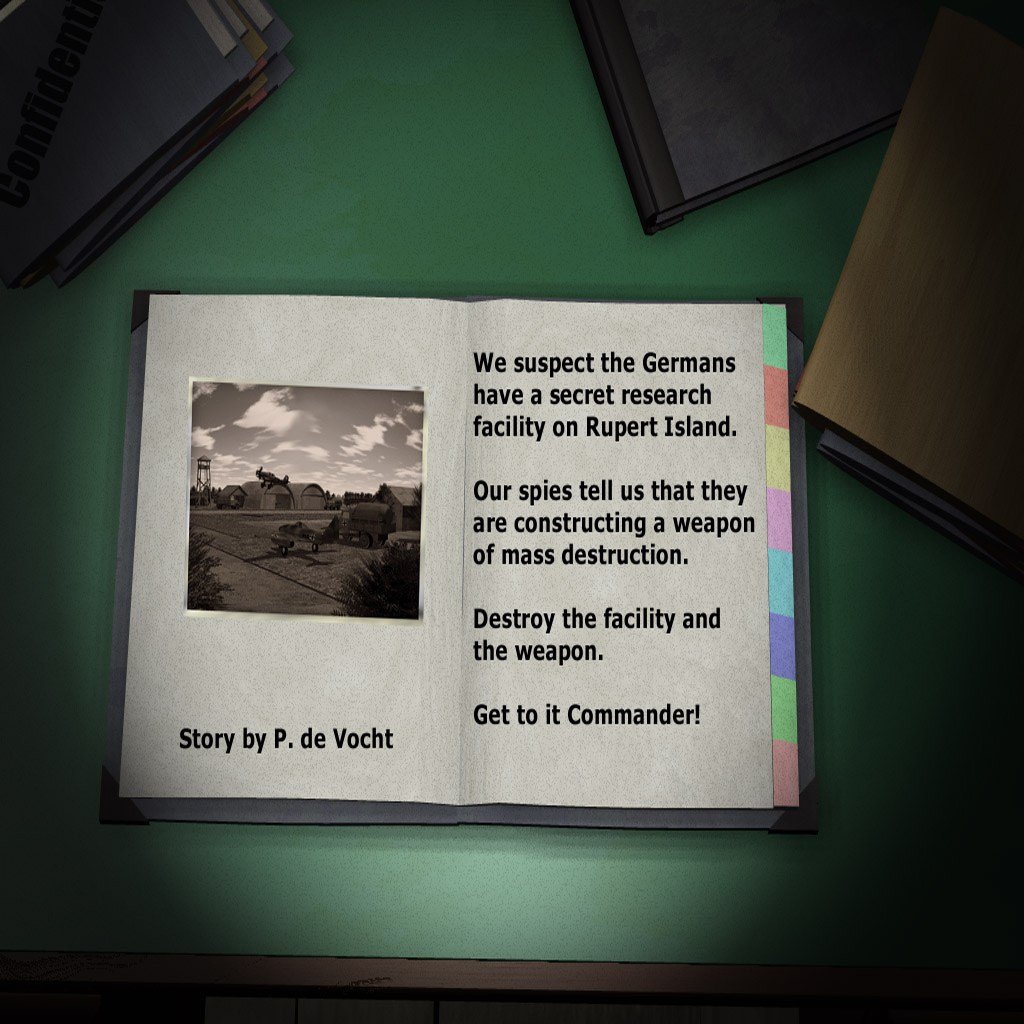 Confidenti
Story by P. de Vocht
We suspect the Germans
have a secret research
facility on Rupert Island.
Our spies tell us that they
are constructing a weapon
of mass destruction.
Destroy the facility and
the weapon.
Get to it Commander!